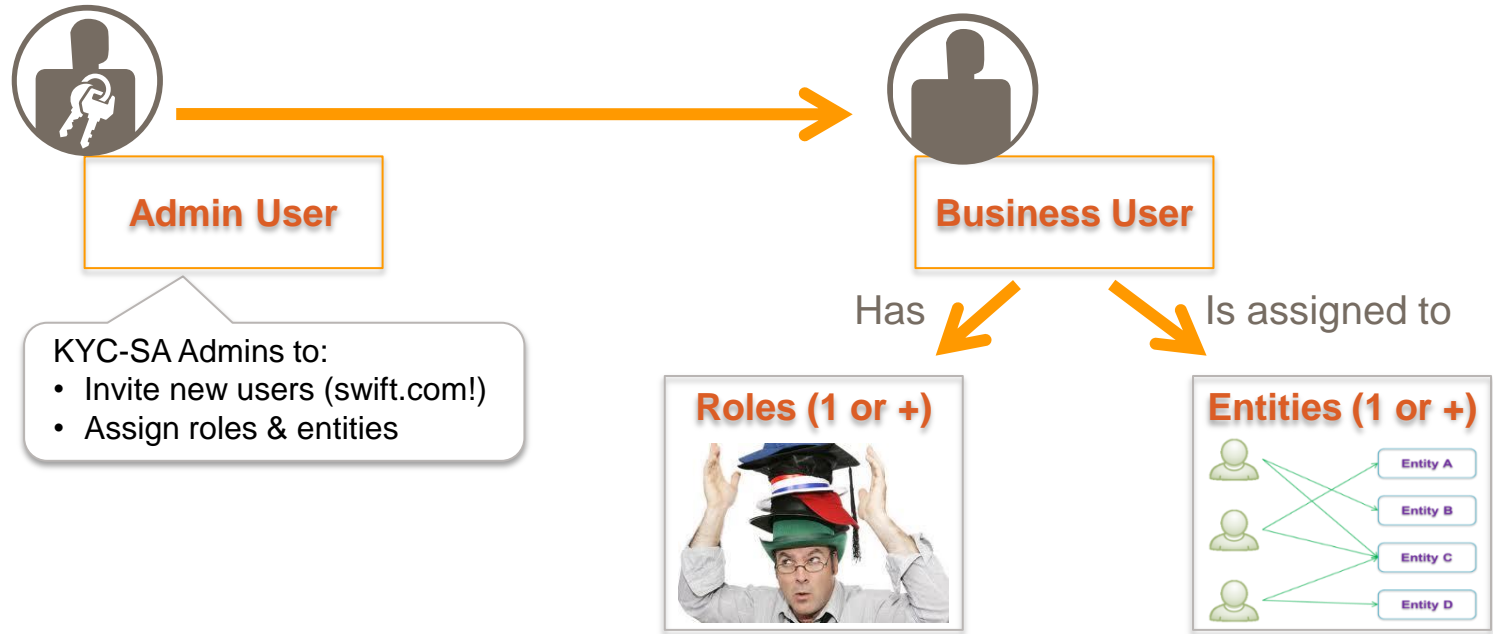 Admin User
Business User
KYC-SA Admins to:
• Invite new users (swift.com!)
• Assign roles & entities
Has
Is assigned to
Roles (1 or +)
Entities (1 or +)
Entity A
Entity B
Entity C
Entity D